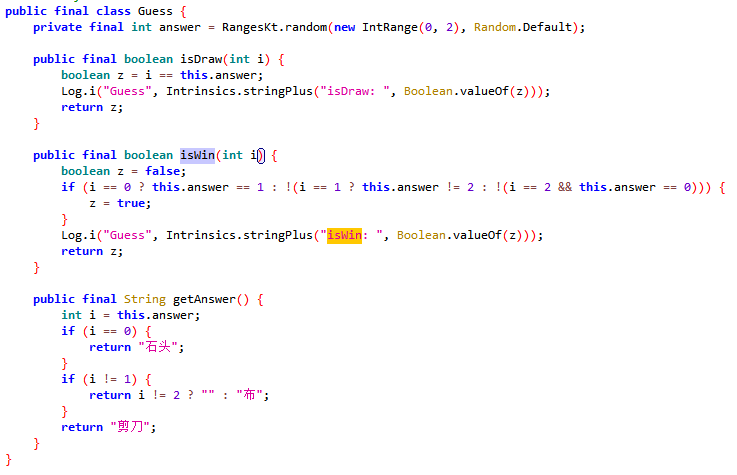 public final class Guess {
    private final int answer = RangesKt.random(new IntRange(0, 2), Random.Default);
    public final boolean isDraw(int i) {
        boolean z = i == this.answer;
        Log.i("Guess", Intrinsics.stringPlus("isDraw: ", Boolean.valueOf(z)));
        return z;
    }
    public final boolean isWin(int i) {
        boolean z = false;
        if (i == 0 ? this.answer == 1 : !(i == 1 ? this.answer != 2 : !(i == 2 && this.answer == 0))) {
            z = true;
        }
        Log.i("Guess", Intrinsics.stringPlus("isWin: ", Boolean.valueOf(z)));
        return z;
    }
    public final String getAnswer() {
        int i = this.answer;
        if (i == 0) {
            return "石头";
        }
        if (i != 1) {
            return i != 2 ? "" : "布";
        }
        return "剪刀";
    }
}